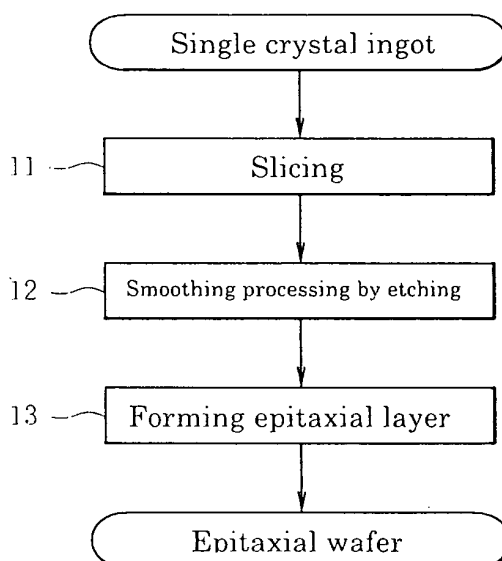 Single crystal ingot
11
Slicing
12
Smoothing processing by etching
13
Forming epitaxial layer
Epitaxial wafer